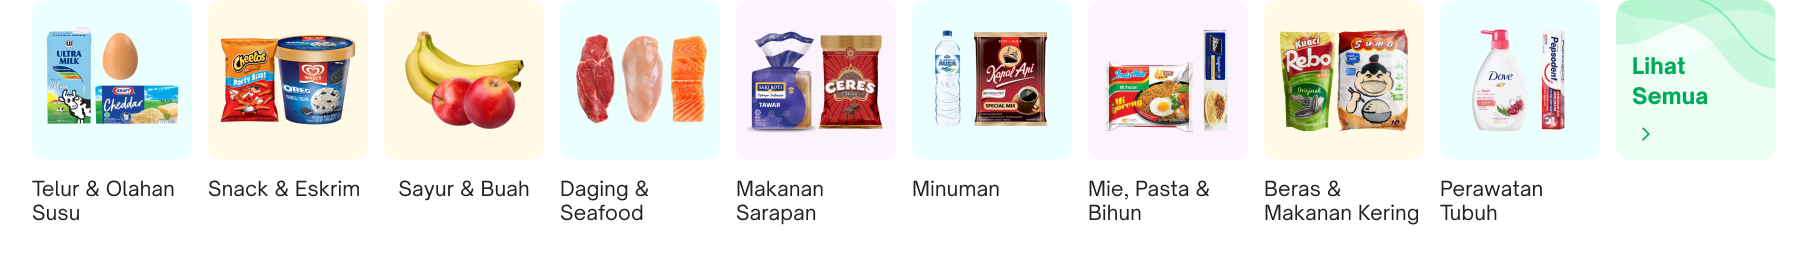 ULTRA
MILK
KRAFT
Cheddar
Cheetos
Party Size!
WALL'S
OREO
SARI ROTI
TAWAR
CERES
AQUA
Kapal Api
SPECIAL MIX
Indomie
Mi goreng
Kuaci
Rebo
Original
Sumo
Dove
Pepsodent
Lihat
Semua
Telur & Olahan
Susu
Snack & Eskrim
Sayur & Buah
Daging &
Seafood
Makanan
Sarapan
Minuman
Mie, Pasta &
Bihun
Beras &
Makanan Kering
Perawatan
Tubuh